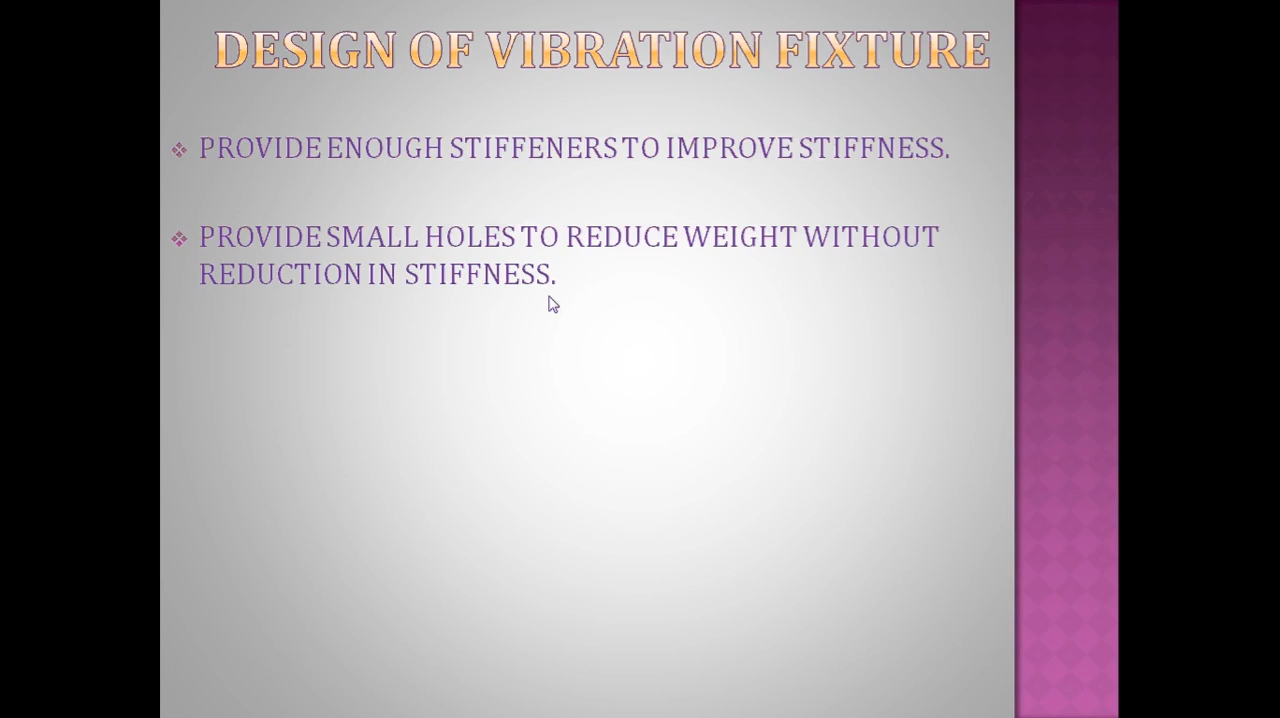 DESIGN OF VIBRATION FIXTURE
PROVIDE ENOUGH STIFFENERS TO IMPROVE STIFFNESS.
PROVIDE SMALL HOLES TO REDUCE WEIGHT WITHOUT
REDUCTION IN STIFFNESS.